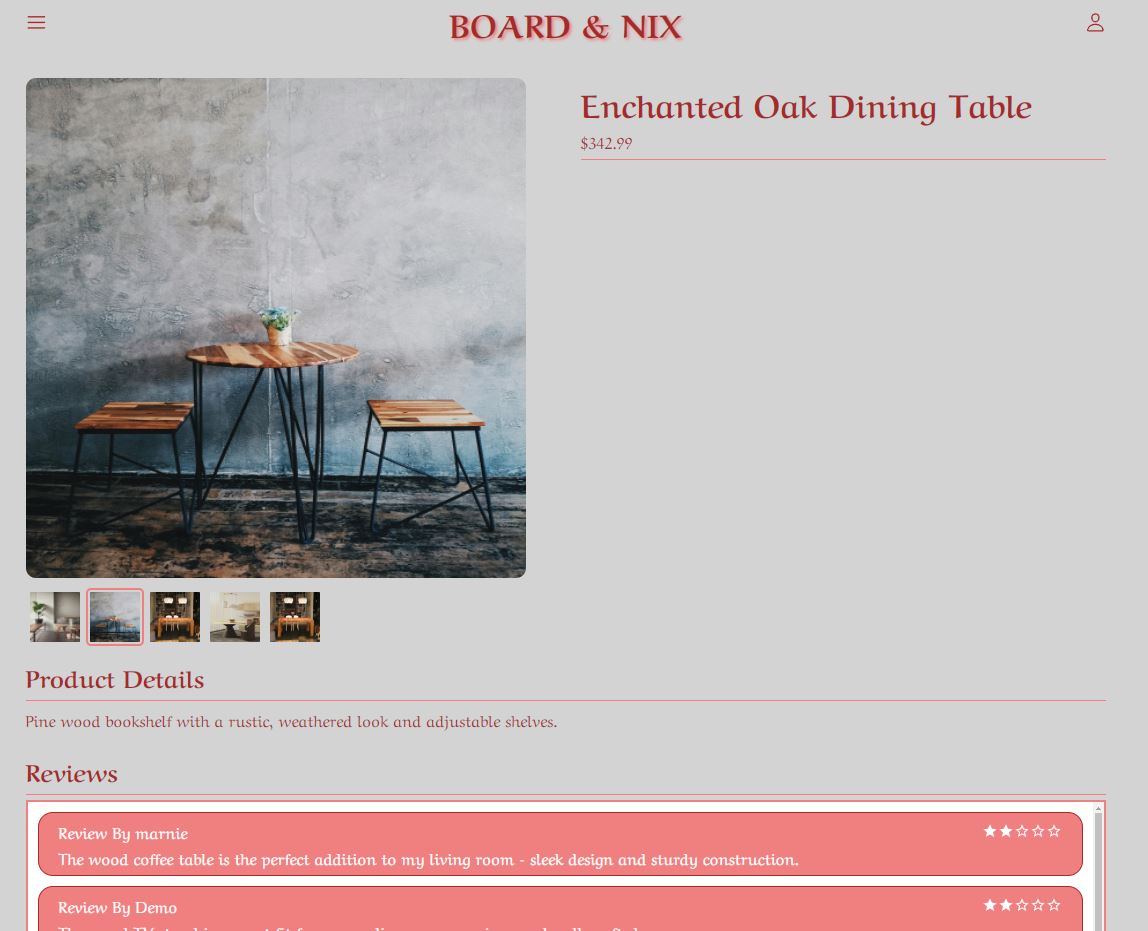 BOARD & NIX
Enchanted Oak Dining Table
$342.99
Product Details
Pine wood bookshelf with a rustic, weathered look and adjustable shelves.
Reviews
Review By marnie
The wood coffee table is the perfect addition to my living room - sleek design and sturdy construction.
Review By Demo